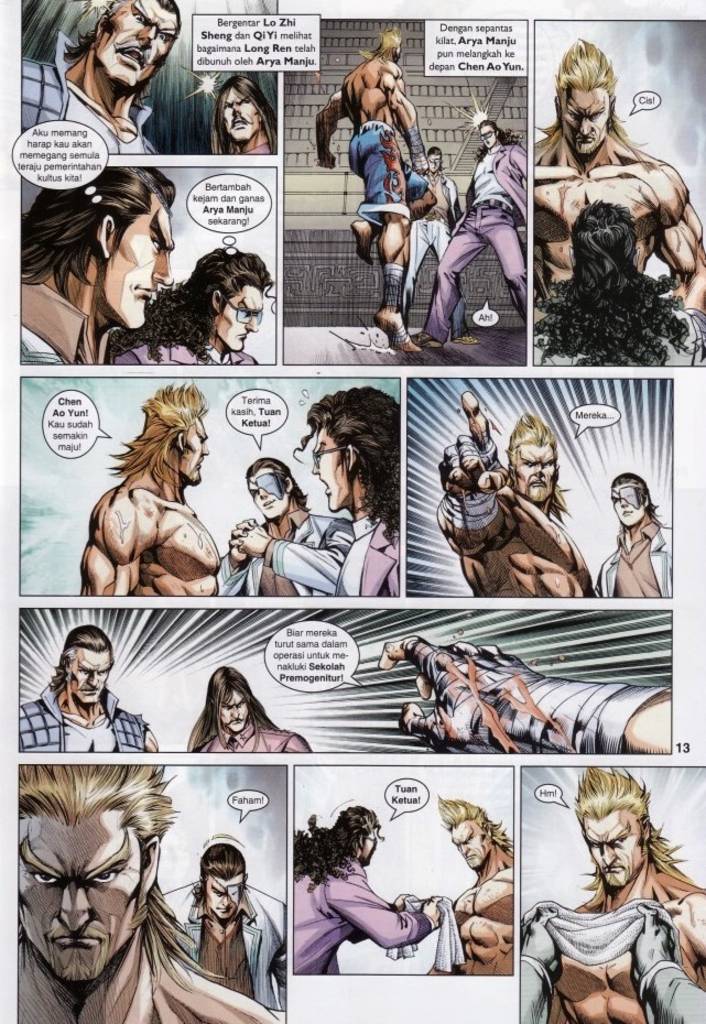 Bergentar Lo Zhi
Sheng dan Qi Yi melihat
bagaimana Long Ren telah
dibunuh oleh Arya Manju.
Aku memang
harap kau akan
memegang semula
teraju pemerintahan
kultus kita!
Bertambah
kejam dan ganas
Arya Manju
sekarang!
Dengan sepantas
kilat, Arya Manju
pun melangkah ke
depan Chen Ao Yun.
Ah!
Cis!
Chen
Ao Yun!
Kau sudah
semakin
maju!
Terima
kasih, Tuan
Ketua!
Mereka...
Biar mereka
turut sama dalam
operasi untuk me-
nakluki Sekolah
Premogenitur!
13
Faham!
Tuan
Ketua!
Hm!